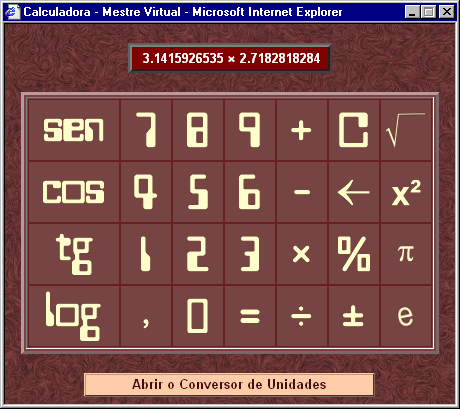 Calculadora - Mestre Virtual - Microsoft Internet Explorer
3.1415926535 × 2.7182818284
sen 7 8 9 + C √
cos 4 5 6 - ← x²
tg 1 2 3 × % π
log , 0 = ÷ ± e
Abrir o Conversor de Unidades